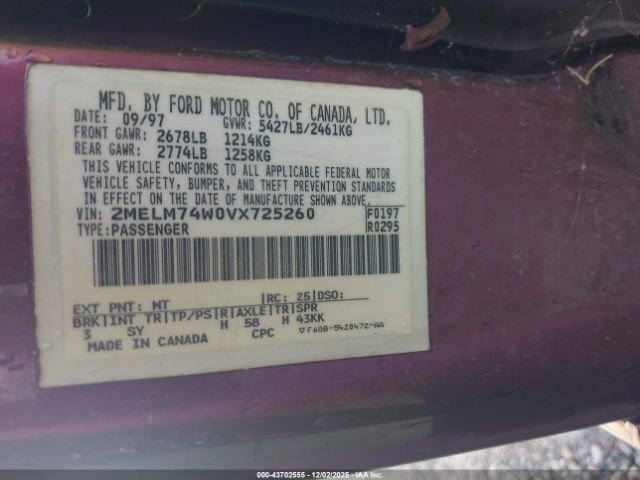 MFD. BY FORD MOTOR CO. OF CANADA, LTD.
DATE: 09/97 GVWR: 5427LB/2461KG
FRONT GAWR: 2678LB 1214KG
REAR GAWR: 2774LB 1258KG
THIS VEHICLE CONFORMS TO ALL APPLICABLE FEDERAL MOTOR
VEHICLE SAFETY, BUMPER, AND THEFT PREVENTION STANDARDS
IN EFFECT ON THE DATE OF MANUFACTURE SHOWN ABOVE.
VIN: 2MELM74W0VX725260 F0197
TYPE: PASSENGER R0295
EXT PNT: WT RC: 25 DSO:
BRK INT TR TP/PS R AXLE TR SPR
3 SY H 58 H 43KK
MADE IN CANADA CPC ▽F60B-5420472-AA
00-43702555 - 12/02/2025 - IAA Inc.